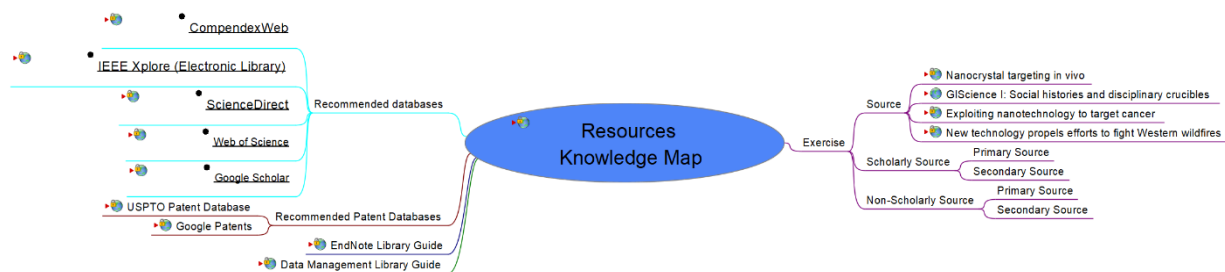 CompendexWeb
IEEE Xplore (Electronic Library)
ScienceDirect
Web of Science
Google Scholar
Recommended databases
USPTO Patent Database
Google Patents
Recommended Patent Databases
EndNote Library Guide
Data Management Library Guide
Resources
Knowledge Map
Exercise
Source
Nanocrystal targeting in vivo
GIScience I: Social histories and disciplinary crucibles
Exploiting nanotechnology to target cancer
New technology propels efforts to fight Western wildfires
Scholarly Source
Primary Source
Secondary Source
Non-Scholarly Source
Primary Source
Secondary Source